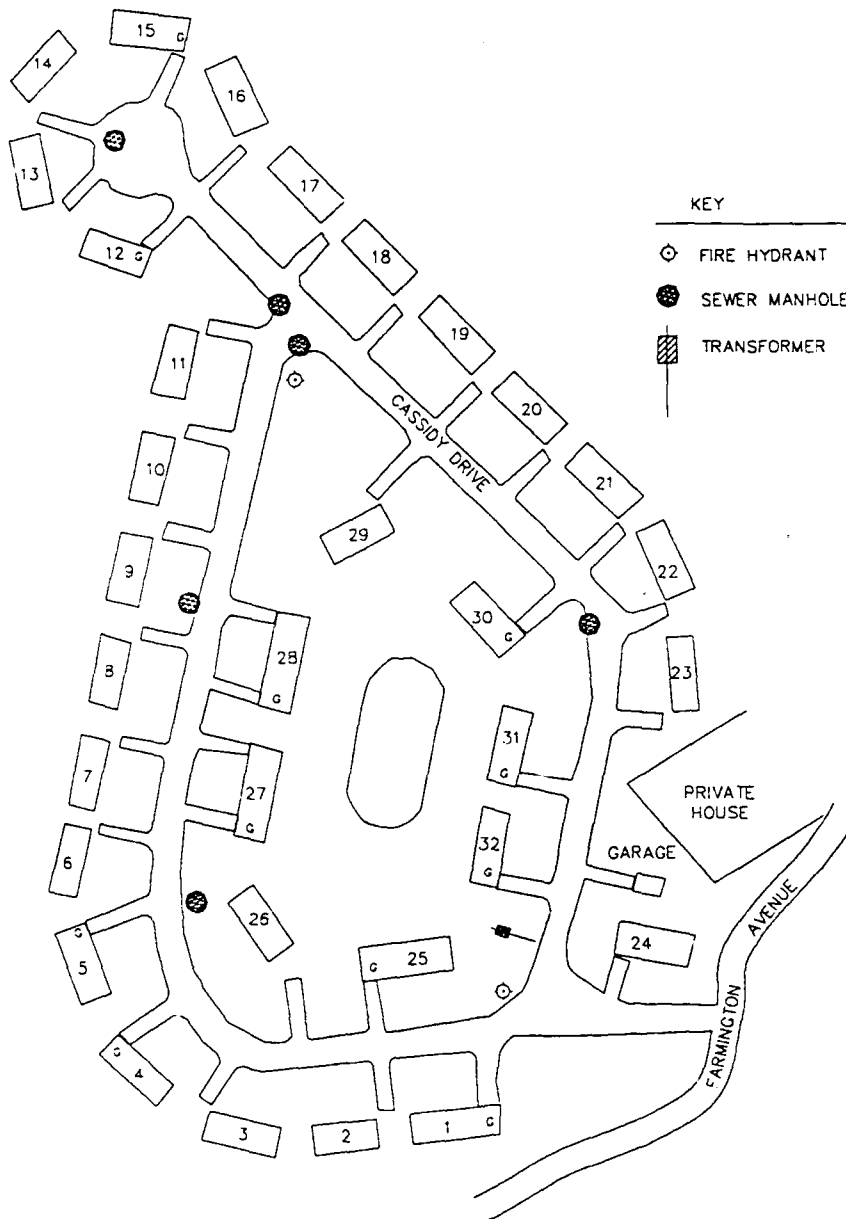 15
G
14
16
13
17
KEY
12
G
18
FIRE HYDRANT
SEWER MANHOLE
11
19
TRANSFORMER
20
CASSIDY DRIVE
10
21
29
9
22
30
G
28
G
8
23
31
G
7
27
G
PRIVATE
HOUSE
32
G
GARAGE
6
26
AVENUE
G
5
25
G
24
FARMINGTON
G
4
3
2
1
G